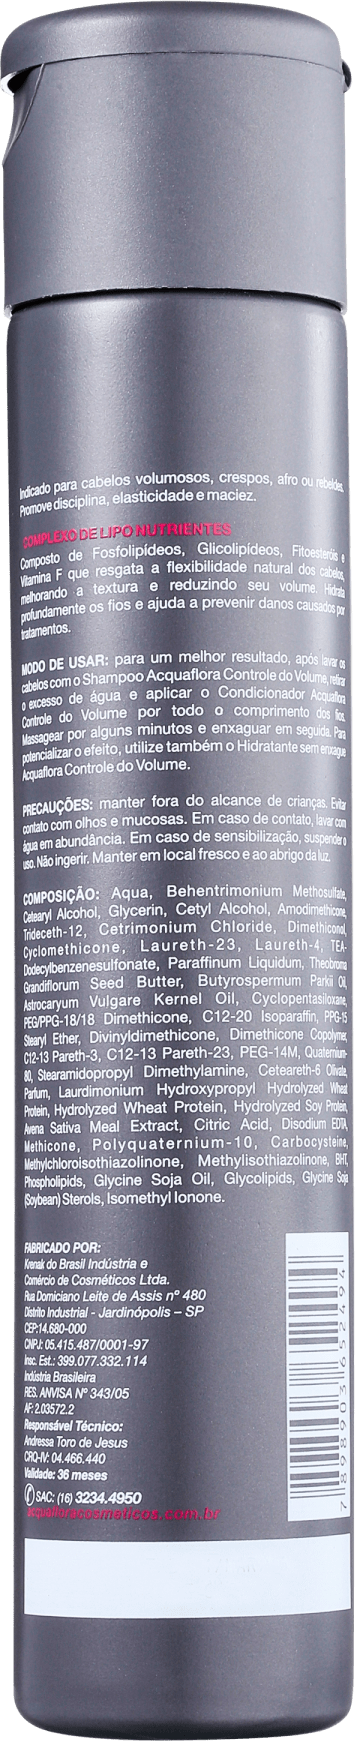 Indicado para cabelos volumosos, crespos, afro ou rebeldes.
Promove disciplina, elasticidade e maciez.
COMPLEXO DE LIPO NUTRIENTES
Composto de Fosfolipídeos, Glicolipídeos, Fitoesteróis e
Vitamina F que resgata a flexibilidade natural dos cabelos,
melhorando a textura e reduzindo seu volume. Hidrata
profundamente os fios e ajuda a prevenir danos causados por
tratamentos.
MODO DE USAR: para um melhor resultado, após lavar os
cabelos com o Shampoo Acquaflora Controle do Volume, retirar
o excesso de água e aplicar o Condicionador Acquaflora
Controle do Volume por todo o comprimento dos fios.
Massagear por alguns minutos e enxaguar em seguida. Para
potencializar o efeito, utilize também o Hidratante sem enxague
Acquaflora Controle do Volume.
PRECAUÇÕES: manter fora do alcance de crianças. Evitar
contato com olhos e mucosas. Em caso de contato, lavar com
água em abundância. Em caso de sensibilização, suspender o
uso. Não ingerir. Manter em local fresco e ao abrigo da luz.
COMPOSIÇÃO: Aqua, Behentrimonium Methosulfate,
Cetearyl Alcohol, Glycerin, Cetyl Alcohol, Amodimethicone,
Trideceth-12, Cetrimonium Chloride, Dimethiconol,
Cyclomethicone, Laureth-23, Laureth-4, TEA-
Dodecylbenzenesulfonate, Paraffinum Liquidum, Theobroma
Grandiflorum Seed Butter, Butyrospermum Parkii Oil,
Astrocaryum Vulgare Kernel Oil, Cyclopentasiloxane,
PEG/PPG-18/18 Dimethicone, C12-20 Isoparaffin, PPG-15
Stearyl Ether, Divinyldimethicone, Dimethicone Copolymer,
C12-13 Pareth-3, C12-13 Pareth-23, PEG-14M, Quaternium-
80, Stearamidopropyl Dimethylamine, Ceteareth-6 Olivate,
Parfum, Laurdimonium Hydroxypropyl Hydrolyzed Wheat
Protein, Hydrolyzed Wheat Protein, Hydrolyzed Soy Protein,
Avena Sativa Meal Extract, Citric Acid, Disodium EDTA,
Methicone, Polyquaternium-10, Carbocysteine,
Methylchloroisothiazolinone, Methylisothiazolinone, BHT,
Phospholipids, Glycine Soja Oil, Glycolipids, Glycine Soja
(Soybean) Sterols, Isomethyl Ionone.
FABRICADO POR:
Krenak do Brasil Indústria e
Comércio de Cosméticos Ltda.
Rua Domiciano Leite de Assis nº 480
Distrito Industrial - Jardinópolis – SP
CEP:14.680-000
CNPJ: 05.415.487/0001-97
Insc. Est.: 399.077.332.114
Indústria Brasileira
RES. ANVISA Nº 343/05
AF: 2.03572.2
Responsável Técnico:
Andressa Toro de Jesus
CRQ-IV: 04.466.440
Validade: 36 meses
SAC: (16) 3234.4950
acquafloracosmeticos.com.br
7898903652494